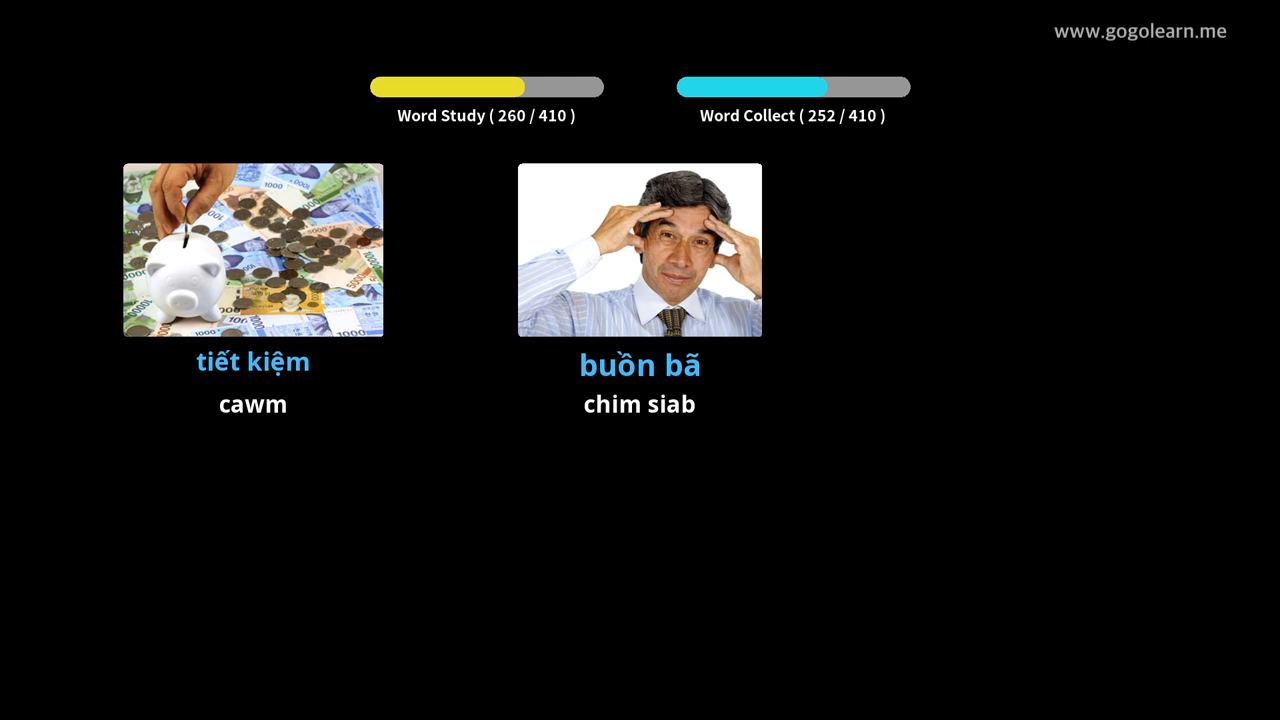 www.gogolearn.me
Word Study ( 260 / 410 )
Word Collect ( 252 / 410 )
tiết kiệm
cawm
buồn bã
chim siab